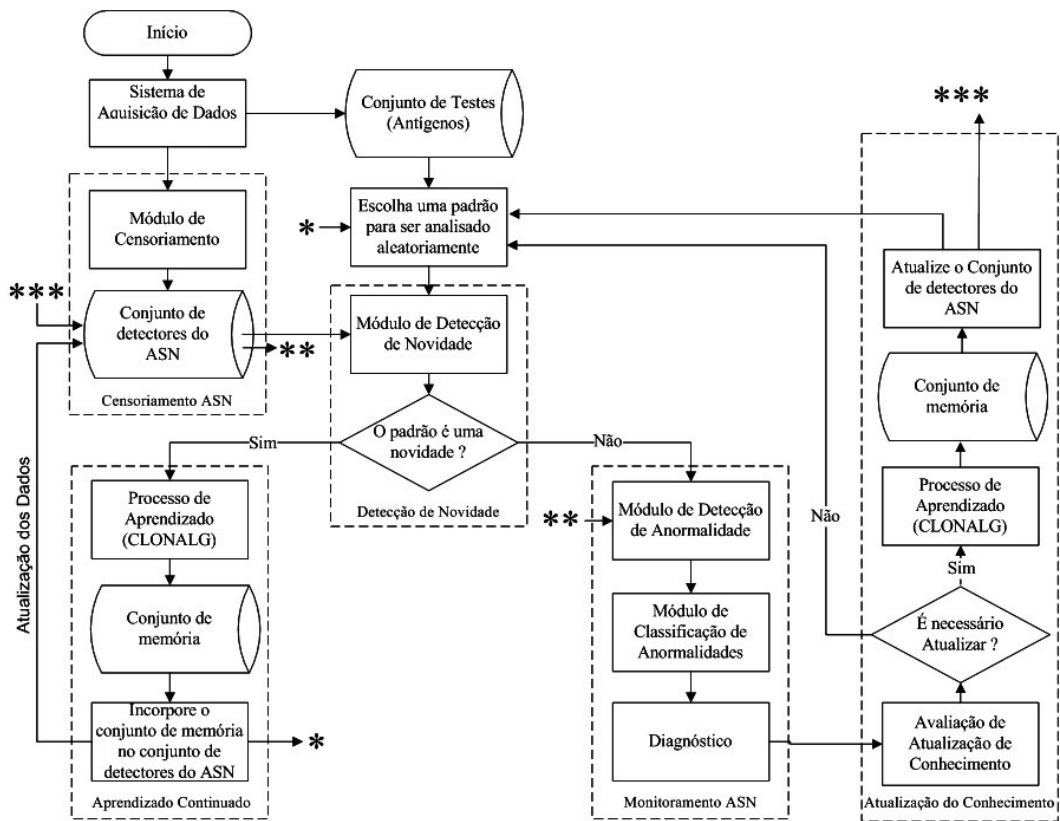 Início
Sistema de
Aquisição de Dados
Conjunto de Testes
(Antígenos)
***
Módulo de
Censoriamento
*
Escolha uma padrão
para ser analisado
aleatoriamente
***
Conjunto de
detectores do
ASN
**
Censoriamento ASN
Módulo de Detecção
de Novidade
Atualize o Conjunto
de detectores do
ASN
Conjunto de
memória
Sim
O padrão é uma
novidade ?
Não
Detecção de Novidade
Atualização dos Dados
Processo de
Aprendizado
(CLONALG)
Conjunto de
memória
Incorpore o
conjunto de memória
no conjunto de
detectores do ASN
*
Aprendizado Continuado
**
Módulo de Detecção
de Anormalidade
Módulo de
Classificação de
Anormalidades
Diagnóstico
Monitoramento ASN
Não
Processo de
Aprendizado
(CLONALG)
Sim
É necessário
Atualizar ?
Avaliação de
Atualização de
Conhecimento
Atualização do Conhecimento